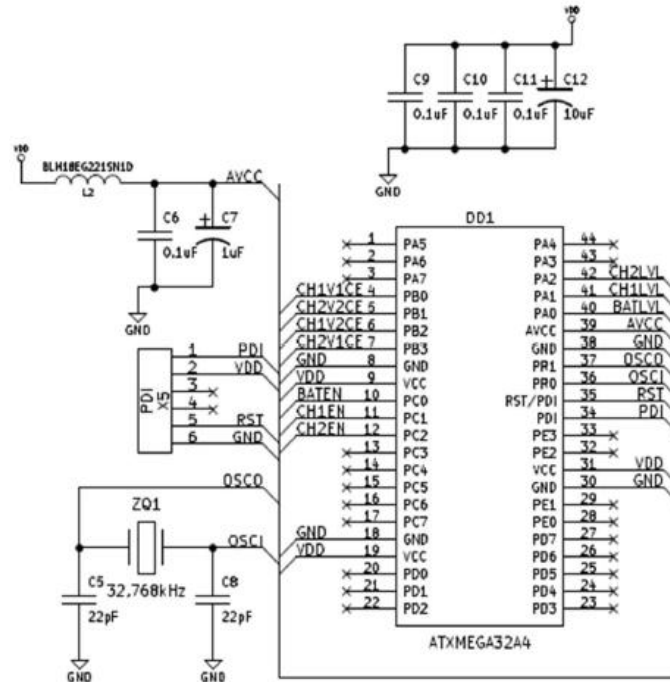 VDD
C9
C10
C11
C12
0.1uF
0.1uF
0.1uF
10uF
GND
VDD
BLM18EG221SN1D
L2
AVCC
C6
C7
0.1uF
1uF
GND
DD1
1 PA5
2 PA6
3 PA7
CH1V1CE 4 PB0
CH2V2CE 5 PB1
CH1V2CE 6 PB2
CH2V1CE 7 PB3
GND 8 GND
VDD 9 VCC
BATEN 10 PC0
CH1EN 11 PC1
CH2EN 12 PC2
13 PC3
14 PC4
15 PC5
16 PC6
17 PC7
GND 18 GND
VDD 19 VCC
20 PD0
21 PD1
22 PD2
PA4 44
PA3 43
PA2 42 CH2LVL
PA1 41 CH1LVL
PA0 40 BATLVL
AVCC 39 AVCC
GND 38 GND
PR1 37 OSCO
PR0 36 OSCI
RST/PDI 35 RST
PDI 34 PDI
PE3 33
PE2 32
VCC 31 VDD
GND 30 GND
PE1 29
PE0 28
PD7 27
PD6 26
PD5 25
PD4 24
PD3 23
ATXMEGA32A4
PDI
X5
1 PDI
2 VDD
3
4
5 RST
6 GND
OSCO
ZQ1
OSCI
32,768kHz
C5
22pF
C8
22pF
GND
GND